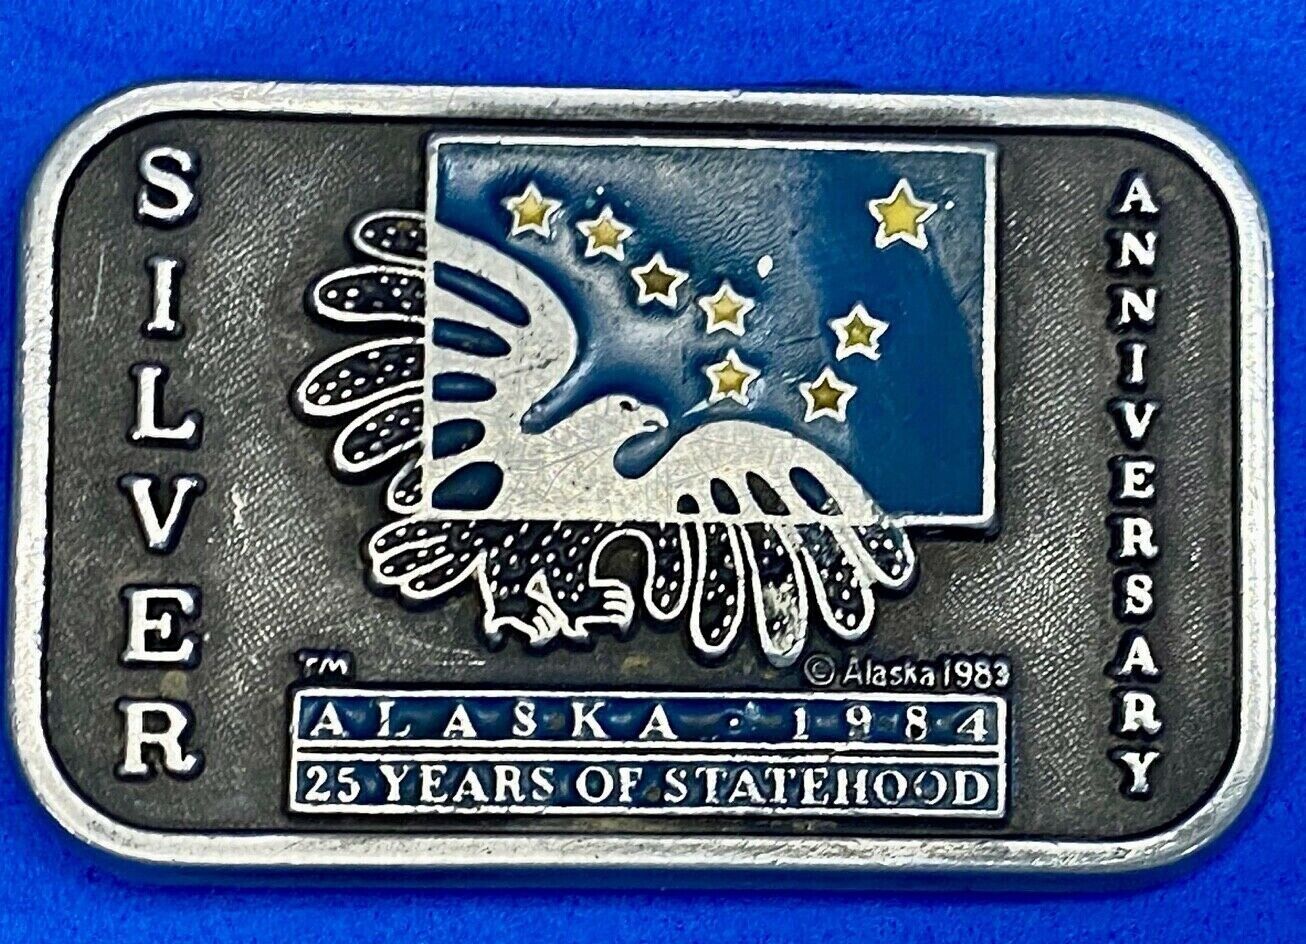 SILVER
ANNIVERSARY
TM
© Alaska 1983
ALASKA · 1984
25 YEARS OF STATEHOOD